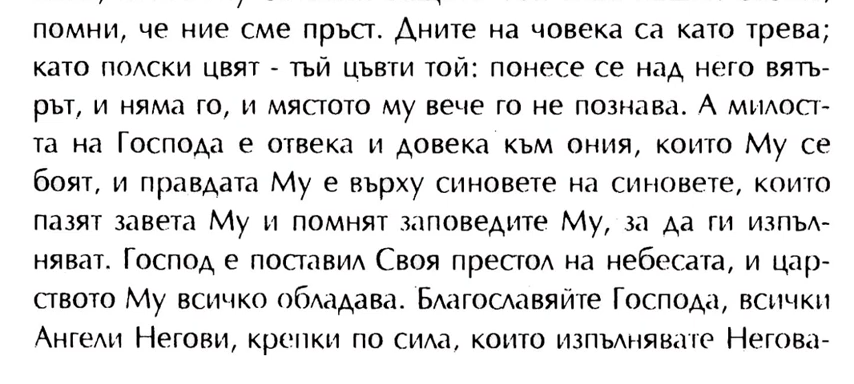 помни, че ние сме пръст. Дните на човека са като трева;
като полски цвят - тъй цъвти той: понесе се над него вятъ-
рът, и няма го, и мястото му вече го не познава. А милост-
та на Господа е отвека и довека към ония, които Му се
боят, и правдата Му е върху синовете на синовете, които
пазят завета Му и помнят заповедите Му, за да ги изпъл-
няват. Господ е поставил Своя престол на небесата, и цар-
ството Му всичко обладава. Благославяйте Господа, всички
Ангели Негови, крепки по сила, които изпълнявате Негова-